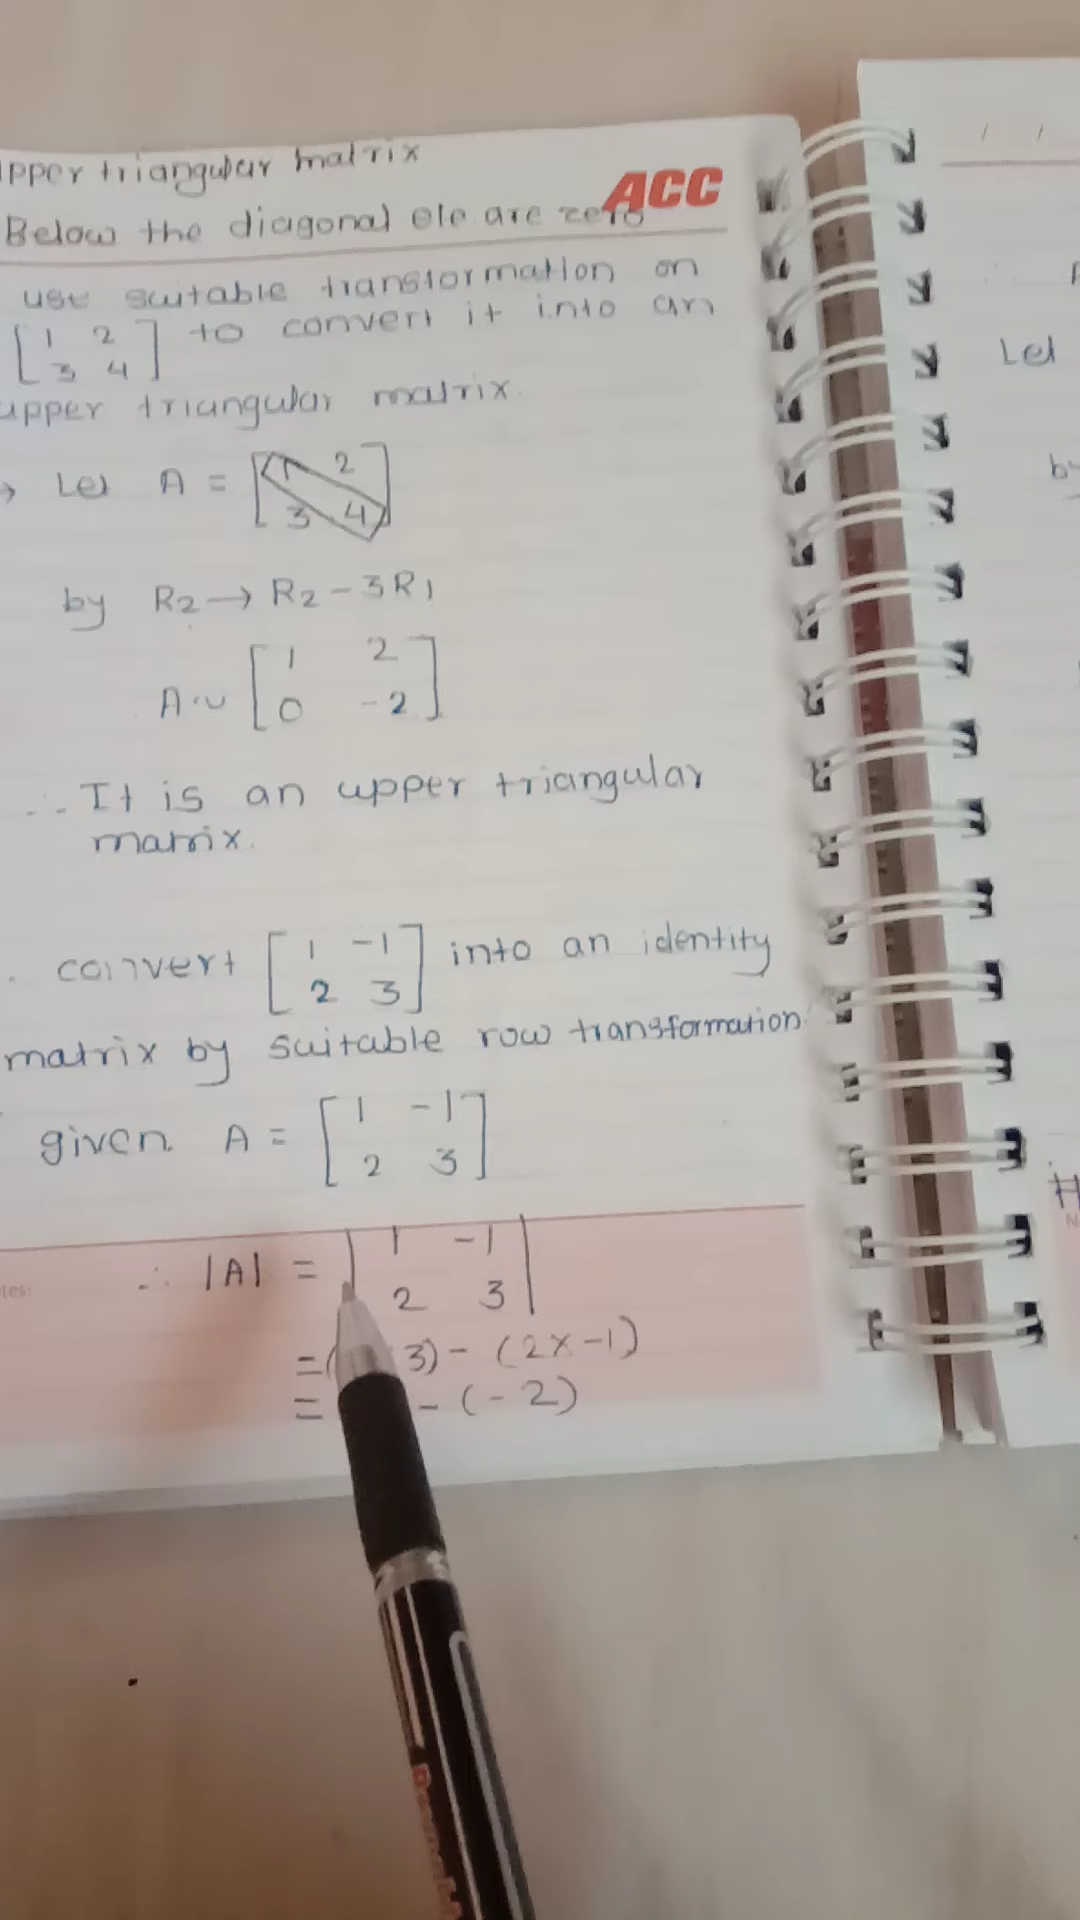 upper triangular matrix
ACC
Below the diagonal ele are zero
use suitable transformation on
[1 2
3 4] to convert it into an
upper triangular matrix.
→ Let A = [1 2
3 4]
by R2 → R2 - 3R1
A ~ [1 2
0 -2]
∴ It is an upper triangular
matrix.
convert [1 -1
2 3] into an identity
matrix by suitable row transformation
given A = [1 -1
2 3]
∴ |A| = |1 -1
2 3|
= ( 3) - (2x-1)
= - (-2)
Let